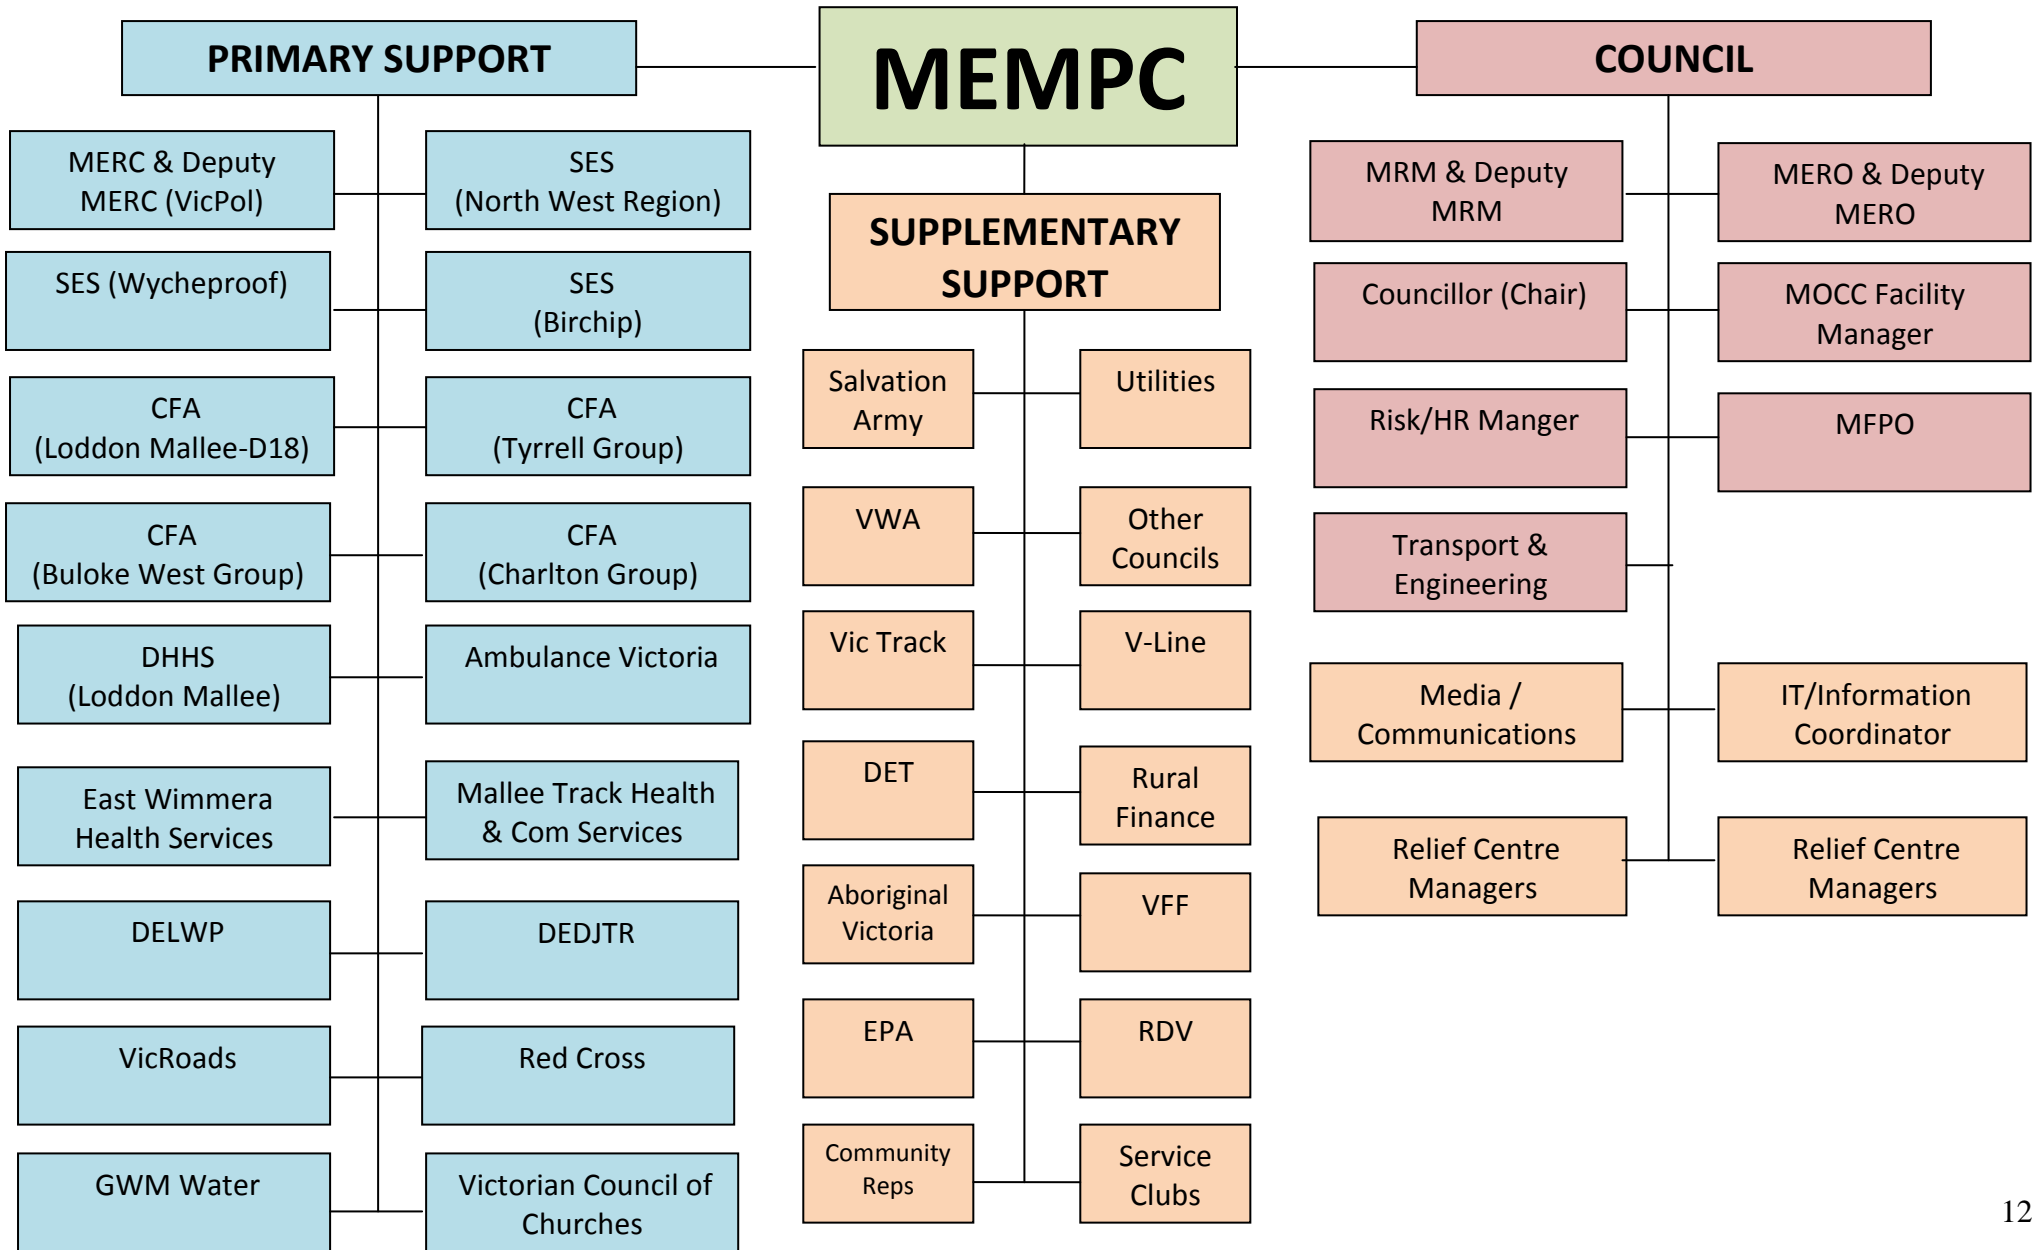 PRIMARY SUPPORT
MEMPC
COUNCIL
MERC & Deputy
MERC (VicPol)
SES
(North West Region)
SES (Wycheproof)
SES
(Birchip)
CFA
(Loddon Mallee-D18)
CFA
(Tyrrell Group)
CFA
(Buloke West Group)
CFA
(Charlton Group)
DHHS
(Loddon Mallee)
Ambulance Victoria
East Wimmera
Health Services
Mallee Track Health
& Com Services
DELWP
DEDJTR
VicRoads
Red Cross
GWM Water
Victorian Council of
Churches
SUPPLEMENTARY
SUPPORT
Salvation
Army
Utilities
VWA
Other
Councils
Vic Track
V-Line
DET
Rural
Finance
Aboriginal
Victoria
VFF
EPA
RDV
Community
Reps
Service
Clubs
MRM & Deputy
MRM
MERO & Deputy
MERO
Councillor (Chair)
MOCC Facility
Manager
Risk/HR Manger
MFPO
Transport &
Engineering
Media /
Communications
IT/Information
Coordinator
Relief Centre
Managers
Relief Centre
Managers
12